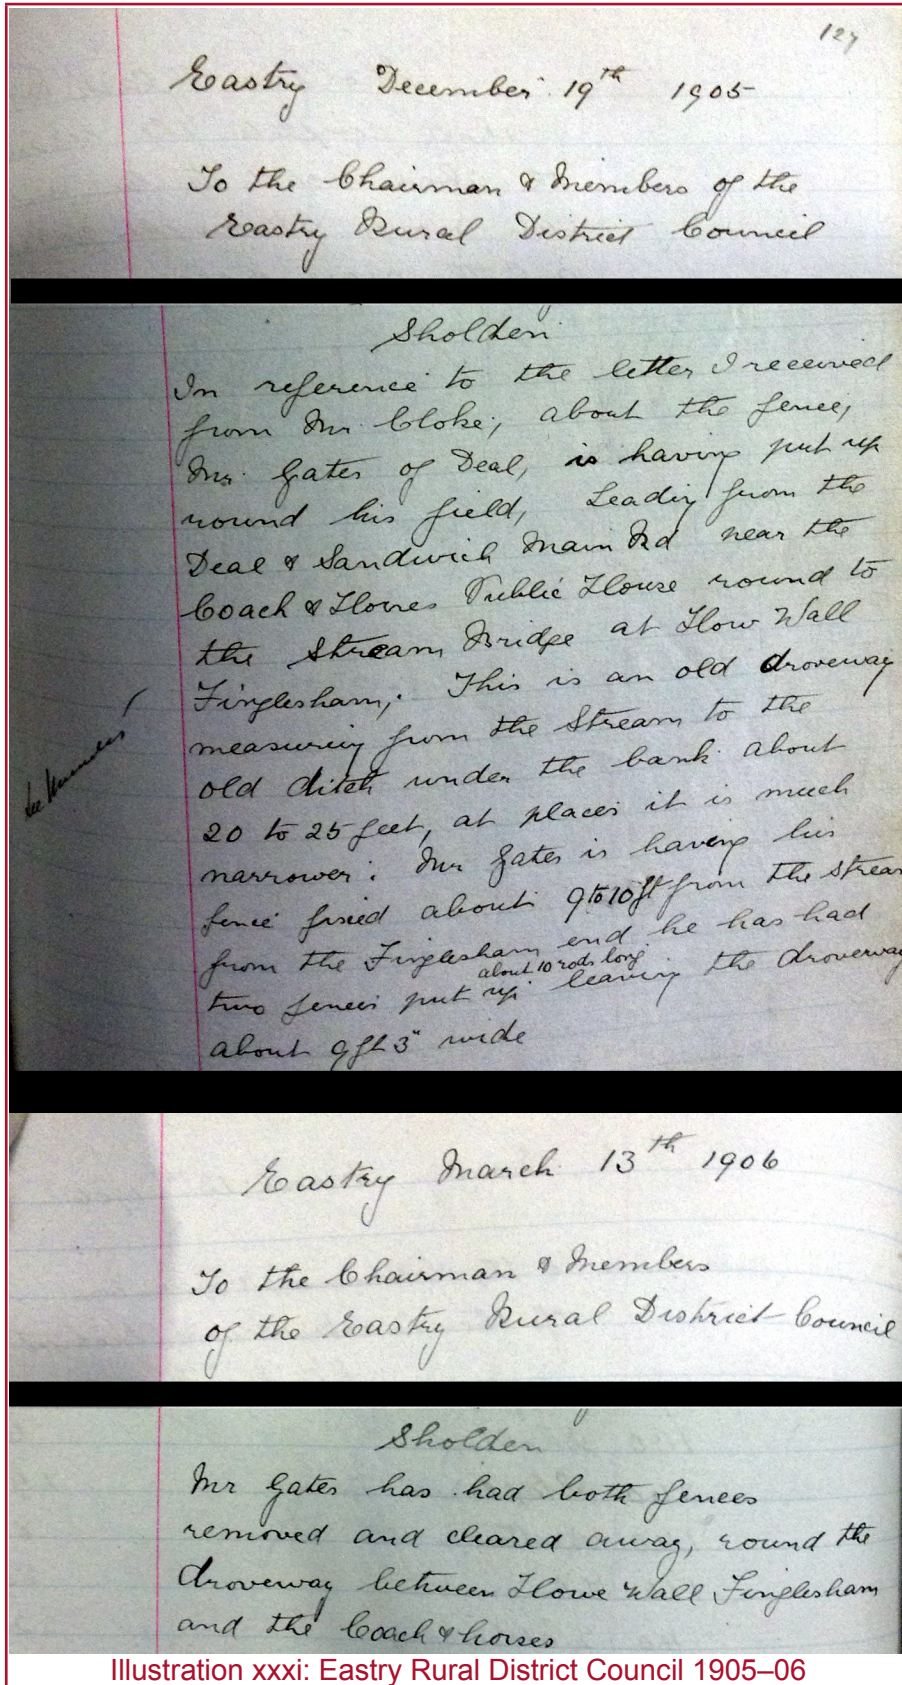 127
Eastry December 19th 1905
To the Chairman & Members of the
Eastry Rural District Council
Sholden
In reference to the letter I received
from Mr. Cloke, about the fence,
Mr. Gates of Deal, is having put up
round his field, Leading from the
Deal & Sandwich Main Rd near the
Coach & Horses Public House round to
the Stream Bridge at How Wall
Finglesham, This is an old droveway
measuring from the Stream to the
old ditch under the bank about
20 to 25 feet, at places it is much
narrower. Mr Gates is having his
fence fixed about 9 to 10 ft from the stream
from the Finglesham end he has had
about 10 rods long
two fences put up leaving the droveway
about 9ft 3" wide
See
Eastry March 13th 1906
To the Chairman & Members
of the Eastry Rural District Council
Sholden
Mr Gates has had both fences
removed and cleared away, round the
droveway between Howe Wall Finglesham
and the Coach & horses
Illustration xxxi: Eastry Rural District Council 1905–06